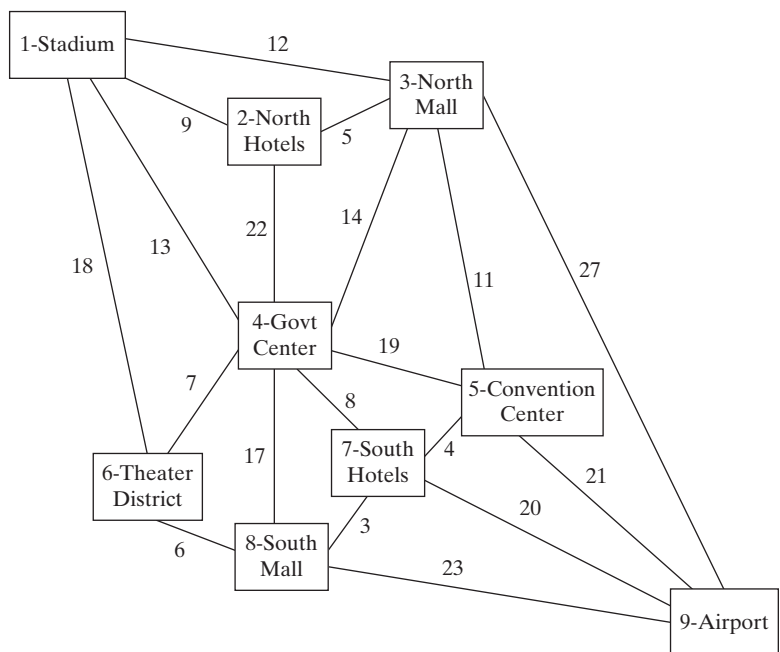 1-Stadium
12
3-North
Mall
9
2-North
Hotels
5
22
14
13
18
27
11
4-Govt
Center
19
7
8
5-Convention
Center
17
7-South
Hotels
4
6-Theater
District
21
20
3
6
8-South
Mall
23
9-Airport